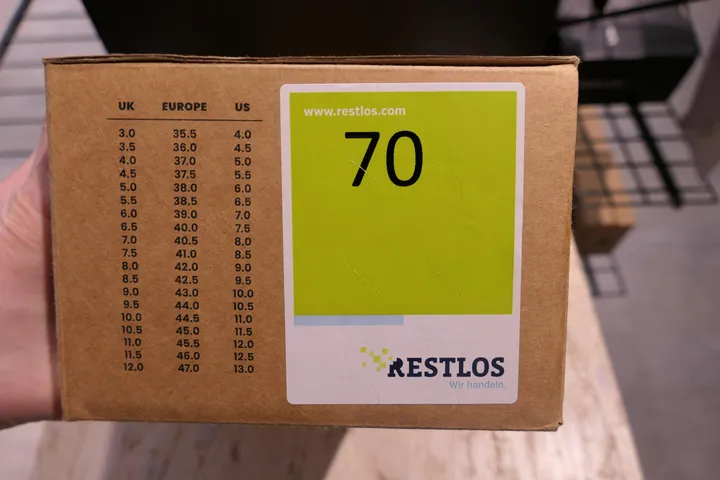 UK EUROPE US
3.0 35.5 4.0
3.5 36.0 4.5
4.0 37.0 5.0
4.5 37.5 5.5
5.0 38.0 6.0
5.5 38.5 6.5
6.0 39.0 7.0
6.5 40.0 7.5
7.0 40.5 8.0
7.5 41.0 8.5
8.0 42.0 9.0
8.5 42.5 9.5
9.0 43.0 10.0
9.5 44.0 10.5
10.0 44.5 11.0
10.5 45.0 11.5
11.0 45.5 12.0
11.5 46.0 12.5
12.0 47.0 13.0
www.restlos.com
70
RESTLOS
Wir handeln.